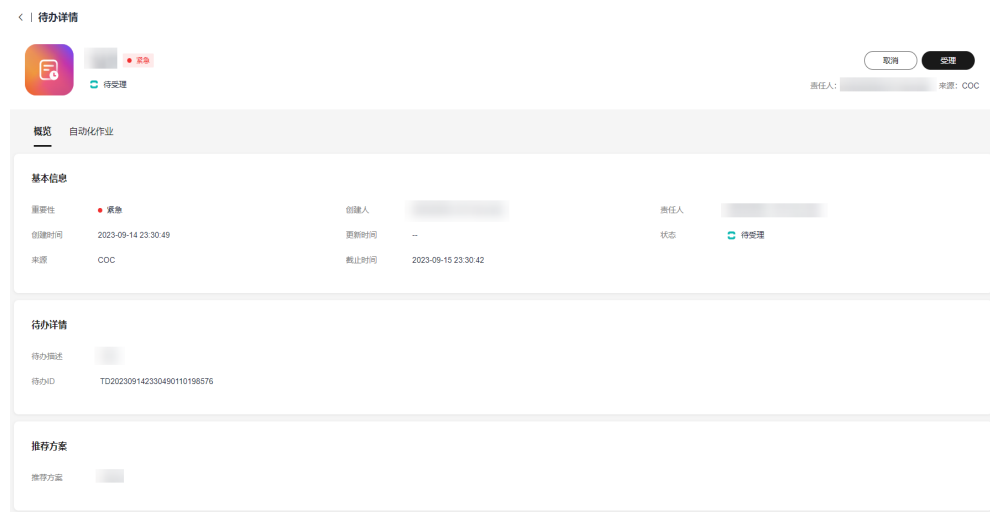 待办详情
紧急
待受理
取消 受理
责任人： 来源：COC
概览 自动化作业
基本信息
重要性 紧急 创建人 责任人
创建时间 2023-09-14 23:30:49 更新时间 -- 状态 待受理
来源 COC 截止时间 2023-09-15 23:30:42
待办详情
待办描述
待办ID TD202309142330490110198576
推荐方案
推荐方案